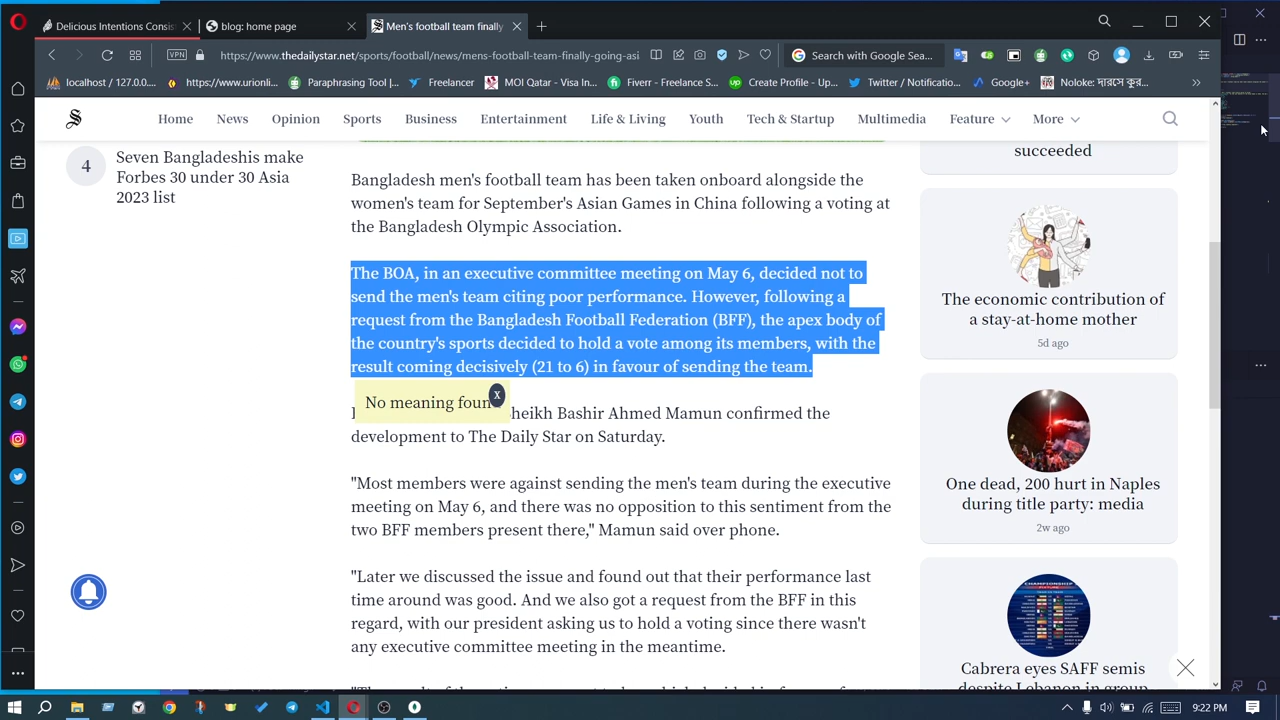 Delicious Intentions Consist
blog: home page
Men's football team finally
VPN
https://www.thedailystar.net/sports/football/news/mens-football-team-finally-going-asi
Search with Google Sea...
localhost / 127.0.0....
https://www.urionli...
Paraphrasing Tool |...
Freelancer
MOI Qatar - Visa In...
Fiverr - Freelance S...
Create Profile - Up...
Twitter / Notificatio...
Google+
Noloke: দারসে কুর...
Home
News
Opinion
Sports
Business
Entertainment
Life & Living
Youth
Tech & Startup
Multimedia
Feature
More
4
Seven Bangladeshis make
Forbes 30 under 30 Asia
2023 list
Bangladesh men's football team has been taken onboard alongside the
women's team for September's Asian Games in China following a voting at
the Bangladesh Olympic Association.
The BOA, in an executive committee meeting on May 6, decided not to
send the men's team citing poor performance. However, following a
request from the Bangladesh Football Federation (BFF), the apex body of
the country's sports decided to hold a vote among its members, with the
result coming decisively (21 to 6) in favour of sending the team.
No meaning foun
x
heikh Bashir Ahmed Mamun confirmed the
development to The Daily Star on Saturday.
"Most members were against sending the men's team during the executive
meeting on May 6, and there was no opposition to this sentiment from the
two BFF members present there," Mamun said over phone.
"Later we discussed the issue and found out that their performance last
time around was good. And we also got a request from the BFF in this
regard, with our president asking us to hold a voting since there wasn't
any executive committee meeting in the meantime.
succeeded
The economic contribution of
a stay-at-home mother
5d ago
One dead, 200 hurt in Naples
during title party: media
2w ago
Cabrera eyes SAFF semis
despite Lebanon in group
9:22 PM